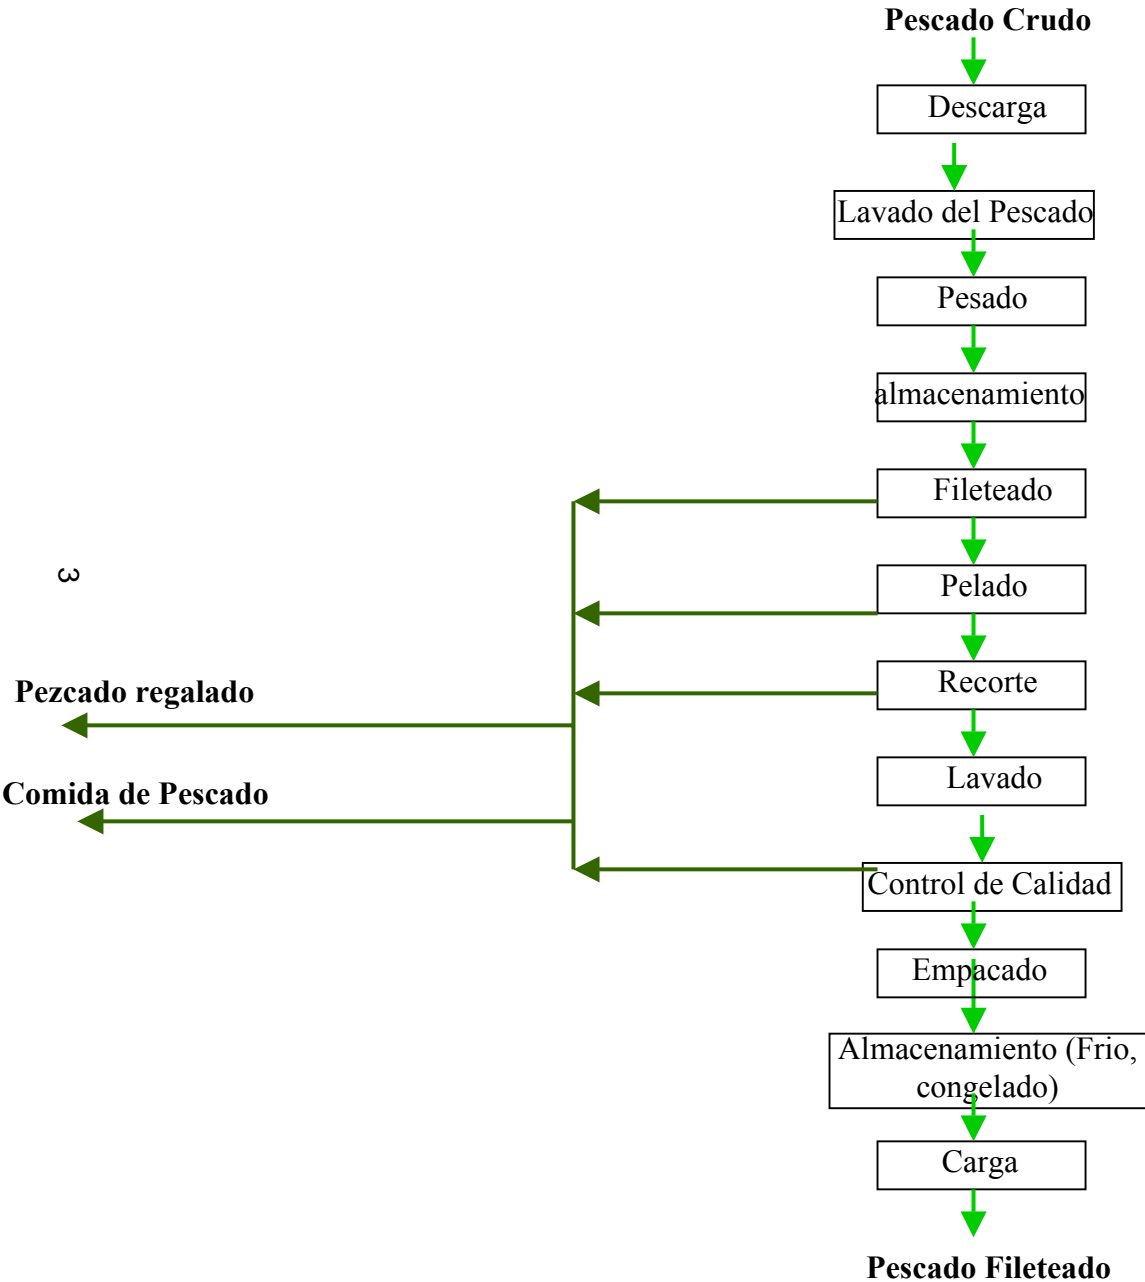 Pescado Crudo
Descarga
Lavado del Pescado
Pesado
almacenamiento
Fileteado
Pelado
Recorte
Lavado
Control de Calidad
Empacado
Almacenamiento (Frio,
congelado)
Carga
Pescado Fileteado
3
Pezcado regalado
Comida de Pescado